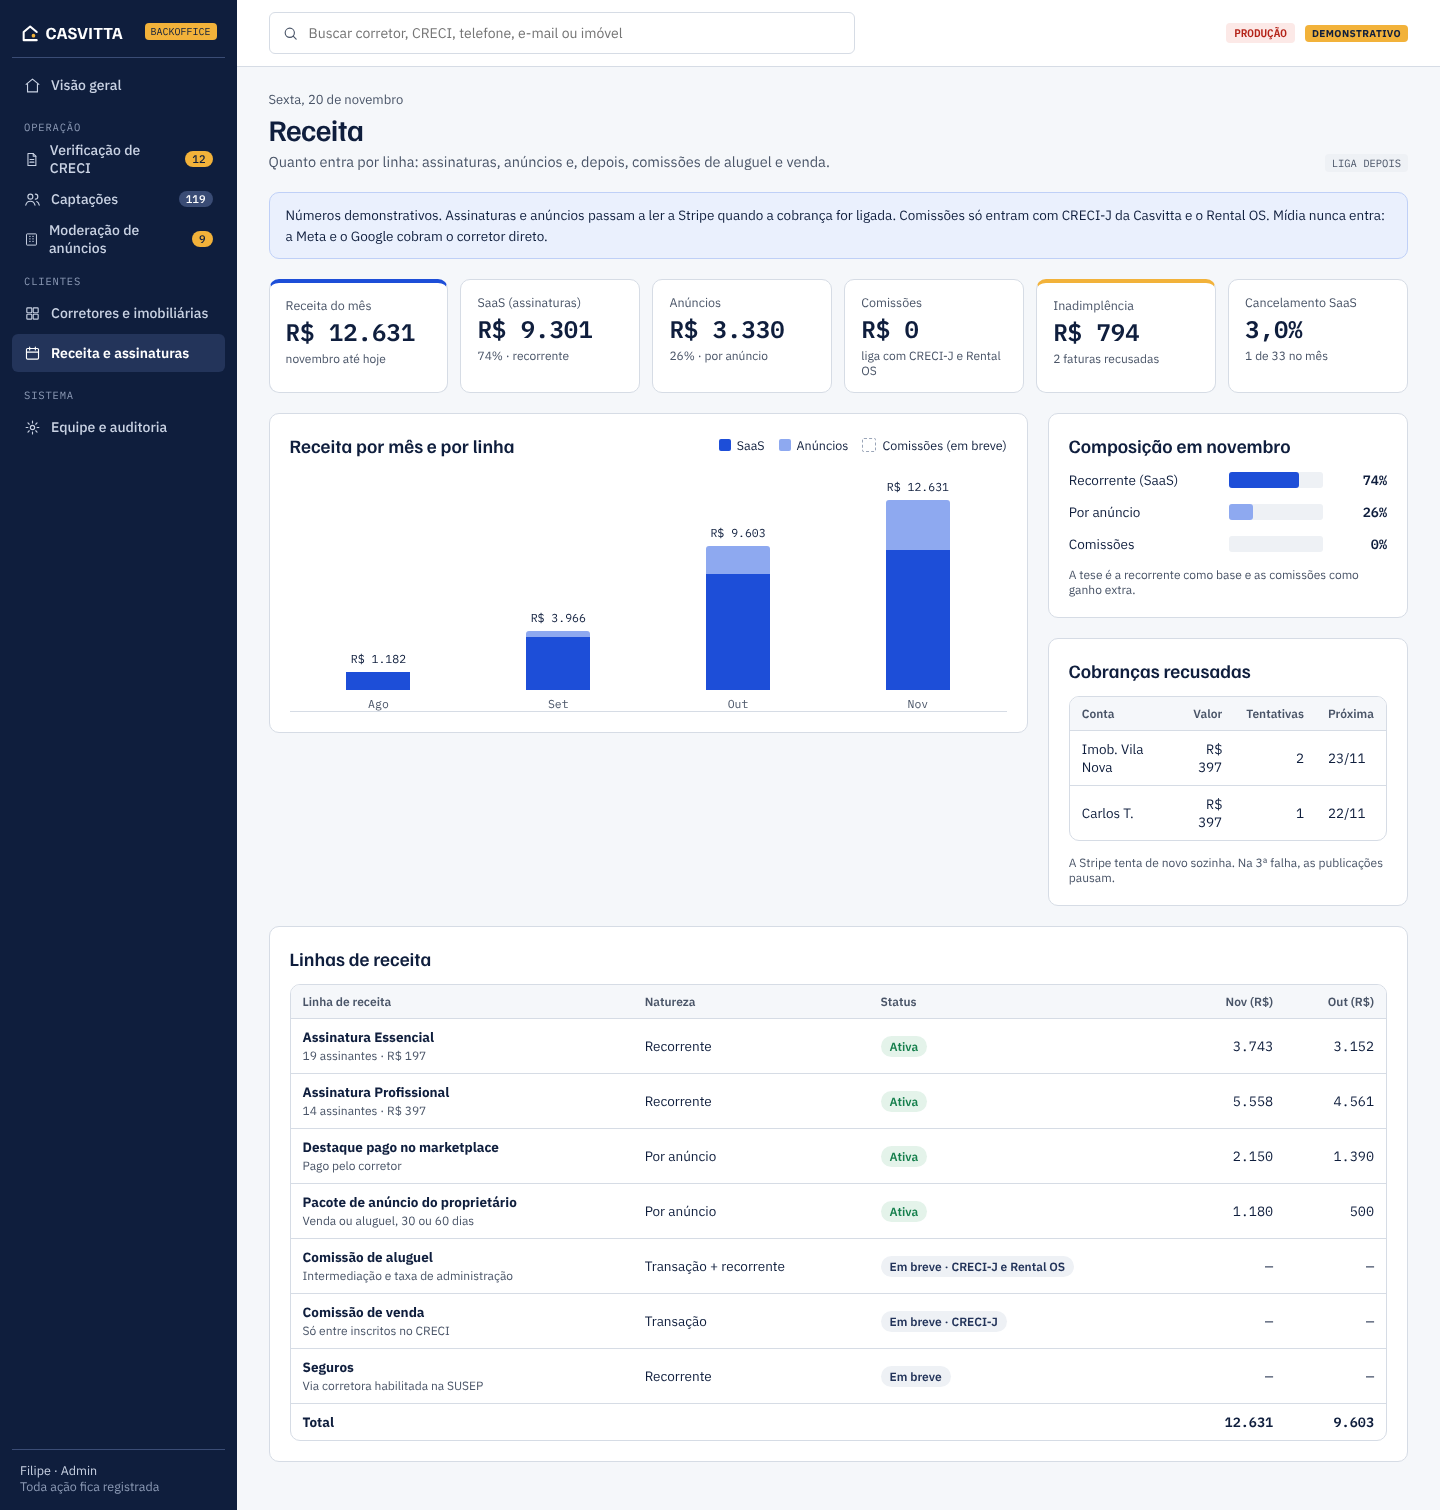 CASVITTA
BACKOFFICE
Visão geral
OPERAÇÃO
Verificação de
CRECI
12
Captações
119
Moderação de
anúncios
9
CLIENTES
Corretores e imobiliárias
Receita e assinaturas
SISTEMA
Equipe e auditoria
Filipe · Admin
Toda ação fica registrada
Buscar corretor, CRECI, telefone, e-mail ou imóvel
PRODUÇÃO
DEMONSTRATIVO
Sexta, 20 de novembro
Receita
Quanto entra por linha: assinaturas, anúncios e, depois, comissões de aluguel e venda.
LIGA DEPOIS
Números demonstrativos. Assinaturas e anúncios passam a ler a Stripe quando a cobrança for ligada. Comissões só entram com CRECI-J da Casvitta e o Rental OS. Mídia nunca entra:
a Meta e o Google cobram o corretor direto.
Receita do mês
R$ 12.631
novembro até hoje
SaaS (assinaturas)
R$ 9.301
74% · recorrente
Anúncios
R$ 3.330
26% · por anúncio
Comissões
R$ 0
liga com CRECI-J e Rental
OS
Inadimplência
R$ 794
2 faturas recusadas
Cancelamento SaaS
3,0%
1 de 33 no mês
Receita por mês e por linha
SaaS
Anúncios
Comissões (em breve)
R$ 1.182
R$ 3.966
R$ 9.603
R$ 12.631
Ago
Set
Out
Nov
Composição em novembro
Recorrente (SaaS) 74%
Por anúncio 26%
Comissões 0%
A tese é a recorrente como base e as comissões como
ganho extra.
Cobranças recusadas
Conta Valor Tentativas Próxima
Imob. Vila
Nova
R$
397
2 23/11
Carlos T.
R$
397
1 22/11
A Stripe tenta de novo sozinha. Na 3ª falha, as publicações
pausam.
Linhas de receita
Linha de receita Natureza Status Nov (R$) Out (R$)
Assinatura Essencial
19 assinantes · R$ 197
Recorrente Ativa 3.743 3.152
Assinatura Profissional
14 assinantes · R$ 397
Recorrente Ativa 5.558 4.561
Destaque pago no marketplace
Pago pelo corretor
Por anúncio Ativa 2.150 1.390
Pacote de anúncio do proprietário
Venda ou aluguel, 30 ou 60 dias
Por anúncio Ativa 1.180 500
Comissão de aluguel
Intermediação e taxa de administração
Transação + recorrente Em breve · CRECI-J e Rental OS — —
Comissão de venda
Só entre inscritos no CRECI
Transação Em breve · CRECI-J — —
Seguros
Via corretora habilitada na SUSEP
Recorrente Em breve — —
Total 12.631 9.603